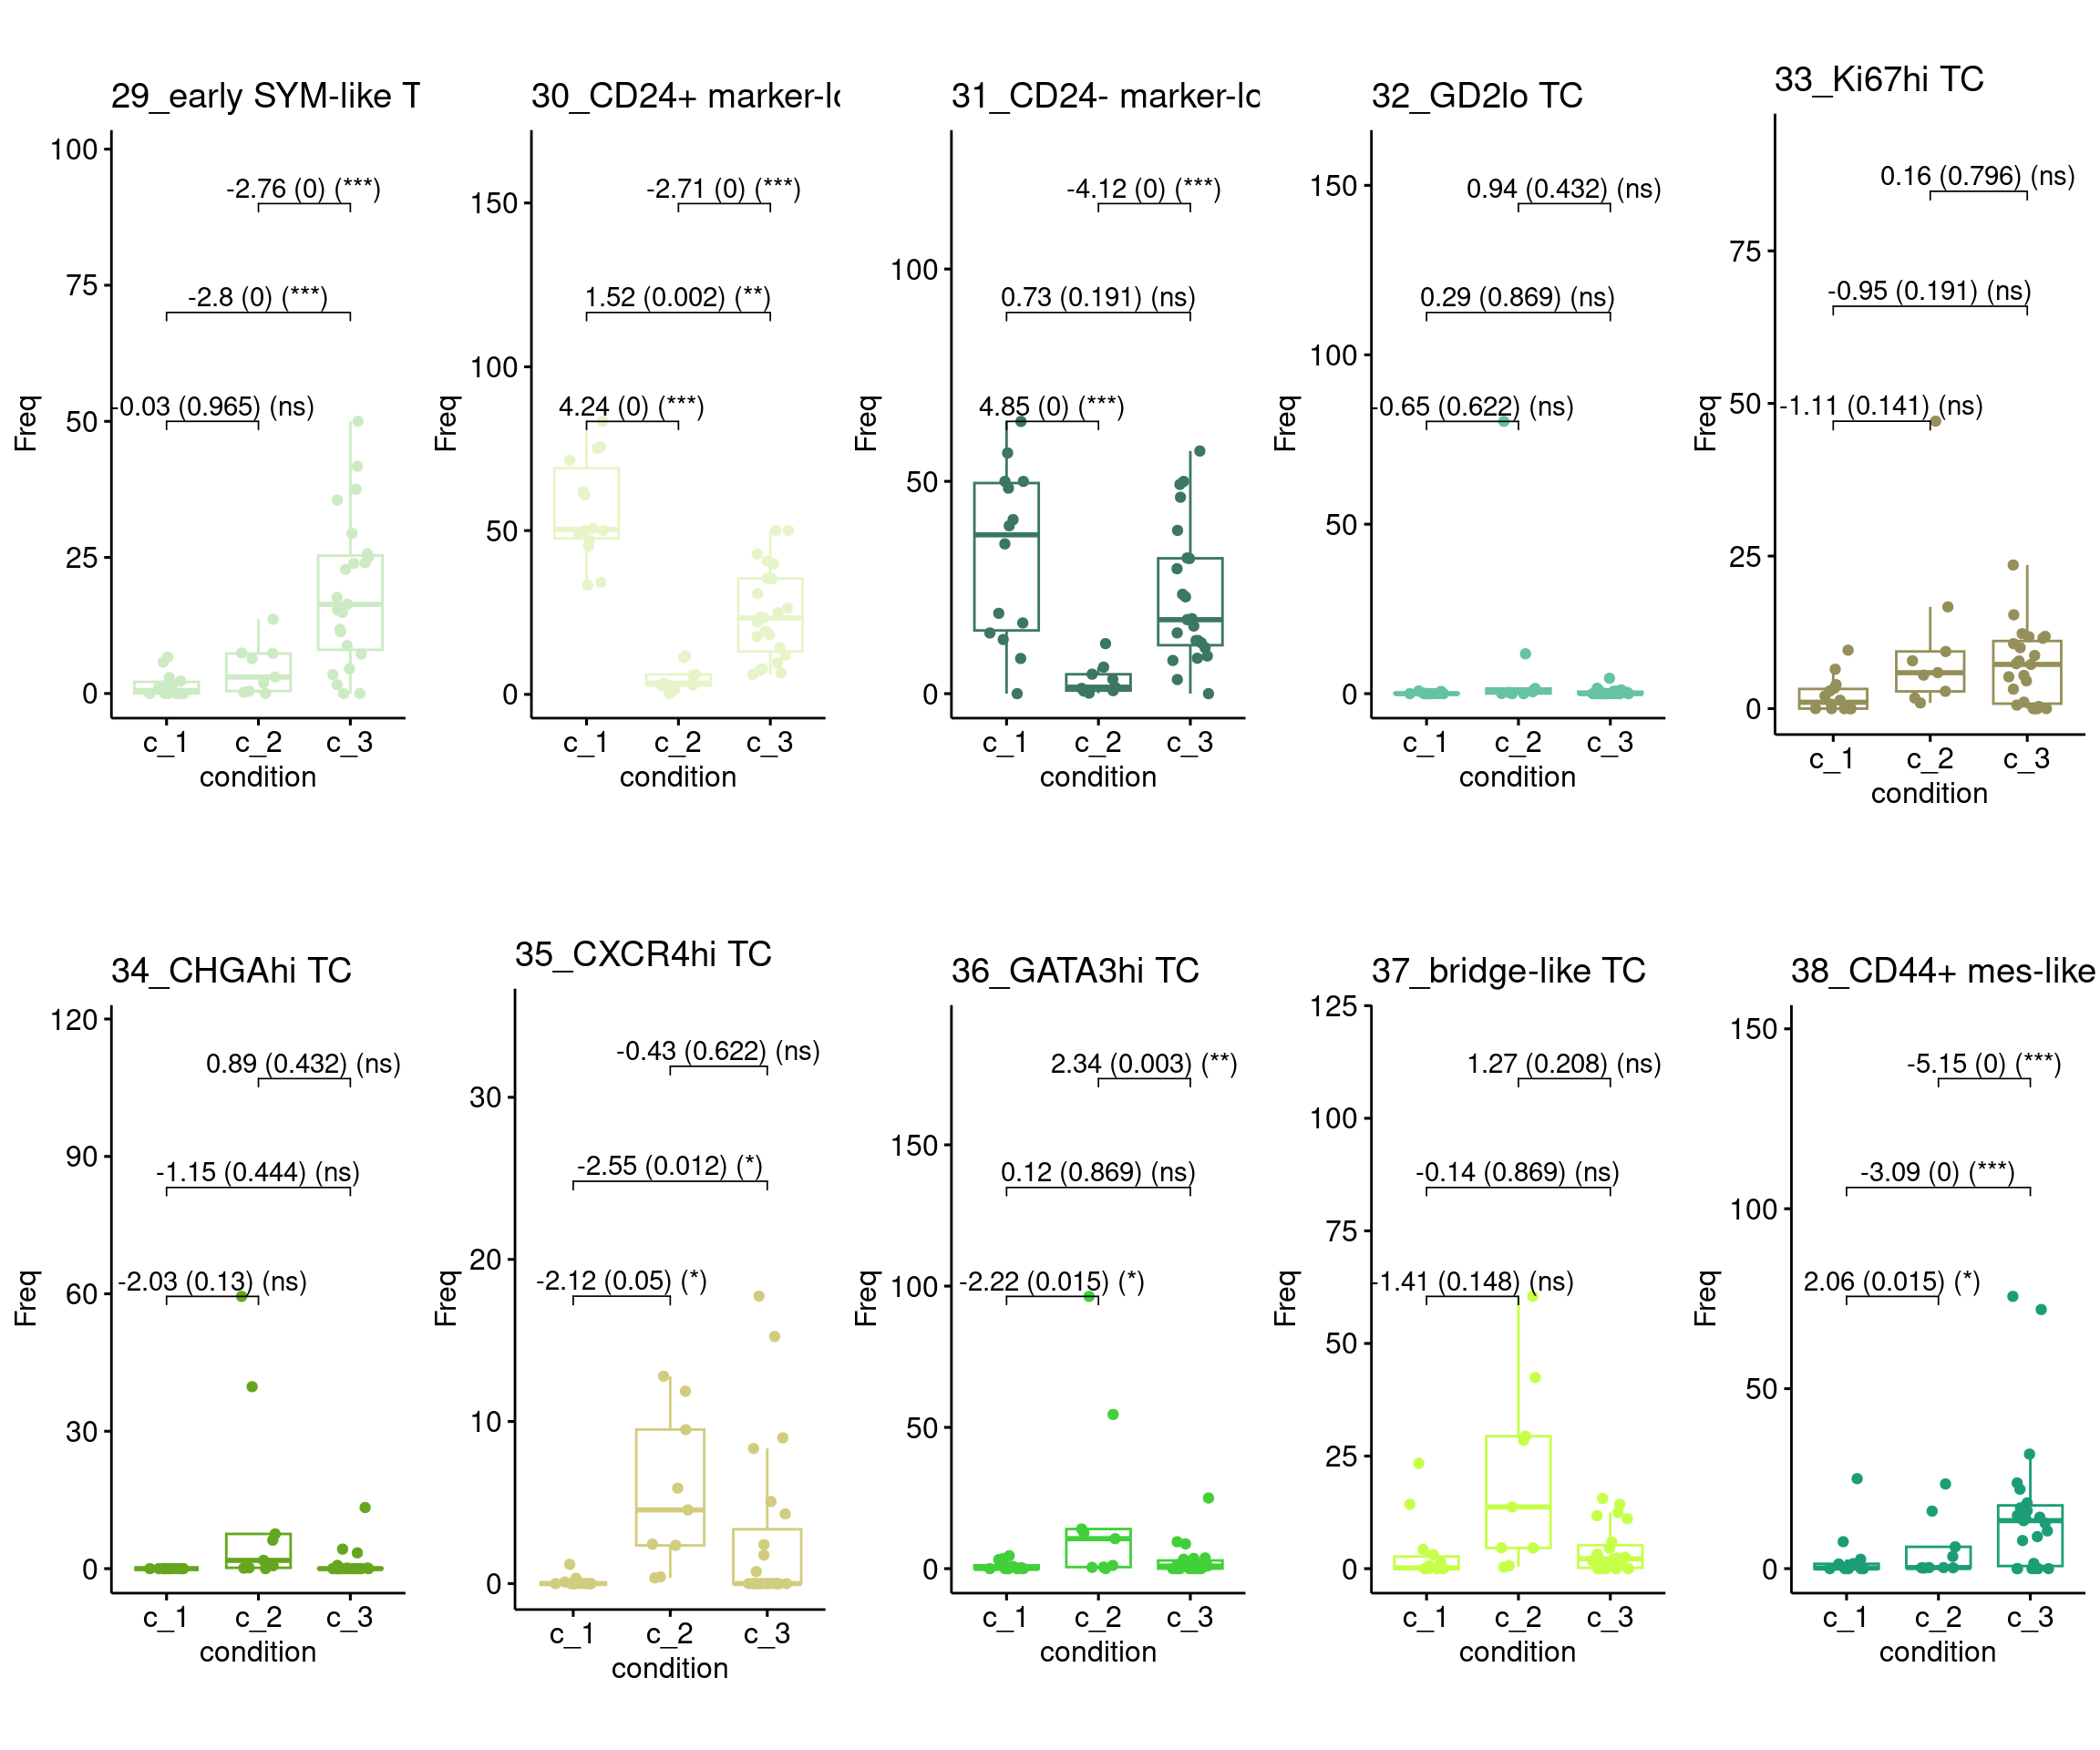 29_early SYM-like T
100
75
50
25
0
Freq
-2.76 (0) (***)
-2.8 (0) (***)
-0.03 (0.965) (ns)
c_1 c_2 c_3
condition
30_CD24+ marker-lo
150
100
50
0
Freq
-2.71 (0) (***)
1.52 (0.002) (**)
4.24 (0) (***)
c_1 c_2 c_3
condition
31_CD24- marker-lo
100
50
0
Freq
-4.12 (0) (***)
0.73 (0.191) (ns)
4.85 (0) (***)
c_1 c_2 c_3
condition
32_GD2lo TC
150
100
50
0
Freq
0.94 (0.432) (ns)
0.29 (0.869) (ns)
-0.65 (0.622) (ns)
c_1 c_2 c_3
condition
33_Ki67hi TC
75
50
25
0
Freq
0.16 (0.796) (ns)
-0.95 (0.191) (ns)
-1.11 (0.141) (ns)
c_1 c_2 c_3
condition
34_CHGAhi TC
120
90
60
30
0
Freq
0.89 (0.432) (ns)
-1.15 (0.444) (ns)
-2.03 (0.13) (ns)
c_1 c_2 c_3
condition
35_CXCR4hi TC
30
20
10
0
Freq
-0.43 (0.622) (ns)
-2.55 (0.012) (*)
-2.12 (0.05) (*)
c_1 c_2 c_3
condition
36_GATA3hi TC
150
100
50
0
Freq
2.34 (0.003) (**)
0.12 (0.869) (ns)
-2.22 (0.015) (*)
c_1 c_2 c_3
condition
37_bridge-like TC
125
100
75
50
25
0
Freq
1.27 (0.208) (ns)
-0.14 (0.869) (ns)
-1.41 (0.148) (ns)
c_1 c_2 c_3
condition
38_CD44+ mes-like
150
100
50
0
Freq
-5.15 (0) (***)
-3.09 (0) (***)
2.06 (0.015) (*)
c_1 c_2 c_3
condition